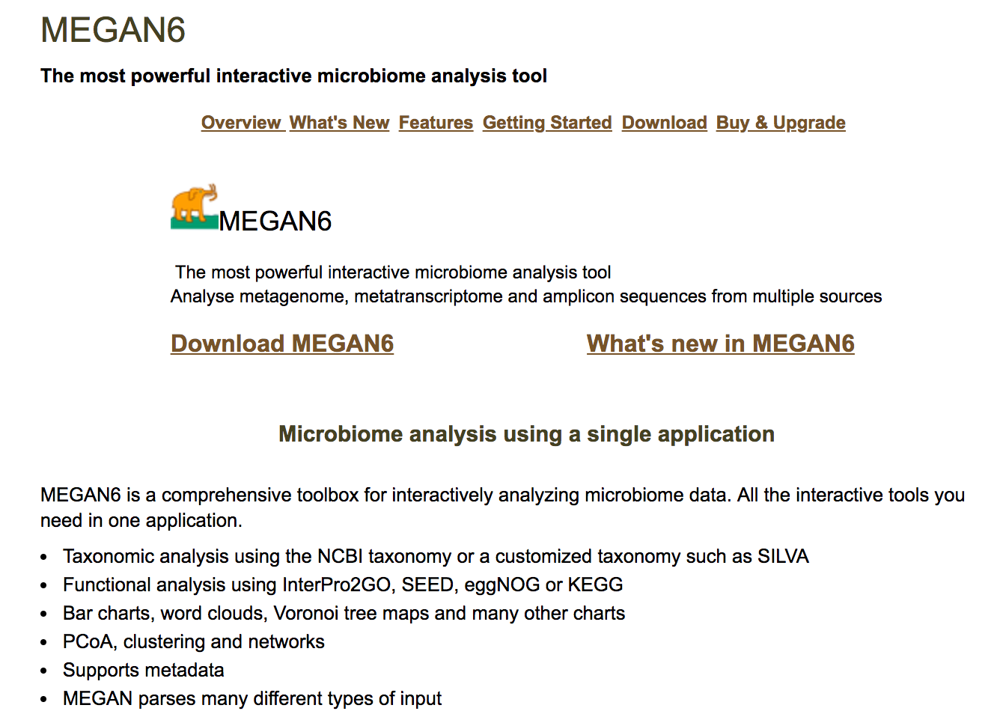 MEGAN6
The most powerful interactive microbiome analysis tool
Overview What's New Features Getting Started Download Buy & Upgrade
MEGAN6
The most powerful interactive microbiome analysis tool
Analyse metagenome, metatranscriptome and amplicon sequences from multiple sources
Download MEGAN6 What's new in MEGAN6
Microbiome analysis using a single application
MEGAN6 is a comprehensive toolbox for interactively analyzing microbiome data. All the interactive tools you
need in one application.
• Taxonomic analysis using the NCBI taxonomy or a customized taxonomy such as SILVA
• Functional analysis using InterPro2GO, SEED, eggNOG or KEGG
• Bar charts, word clouds, Voronoi tree maps and many other charts
• PCoA, clustering and networks
• Supports metadata
• MEGAN parses many different types of input